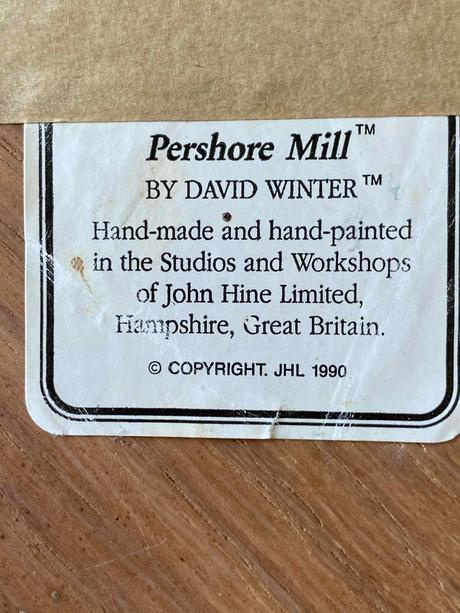 Pershore Mill™
BY DAVID WINTER™
Hand-made and hand-painted
in the Studios and Workshops
of John Hine Limited,
Hampshire, Great Britain.
© COPYRIGHT. JHL 1990